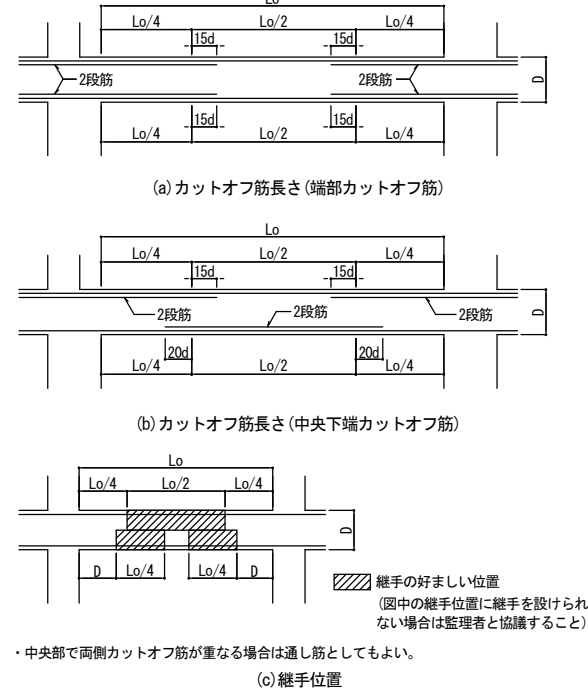 Lo
Lo/4 Lo/2 Lo/4
15d 15d
2段筋 2段筋 D
15d 15d
Lo/4 Lo/2 Lo/4
(a) カットオフ筋長さ(端部カットオフ筋)
Lo
Lo/4 Lo/2 Lo/4
15d 15d
2段筋 2段筋 2段筋 D
20d 20d
Lo/4 Lo/2 Lo/4
(b) カットオフ筋長さ(中央下端カットオフ筋)
Lo
Lo/4 Lo/2 Lo/4
D
D Lo/4 Lo/4 D
継手の好ましい位置
(図中の継手位置に継手を設けられ
ない場合は監理者と協議すること)
・中央部で両側カットオフ筋が重なる場合は通し筋としてもよい。
(c) 継手位置